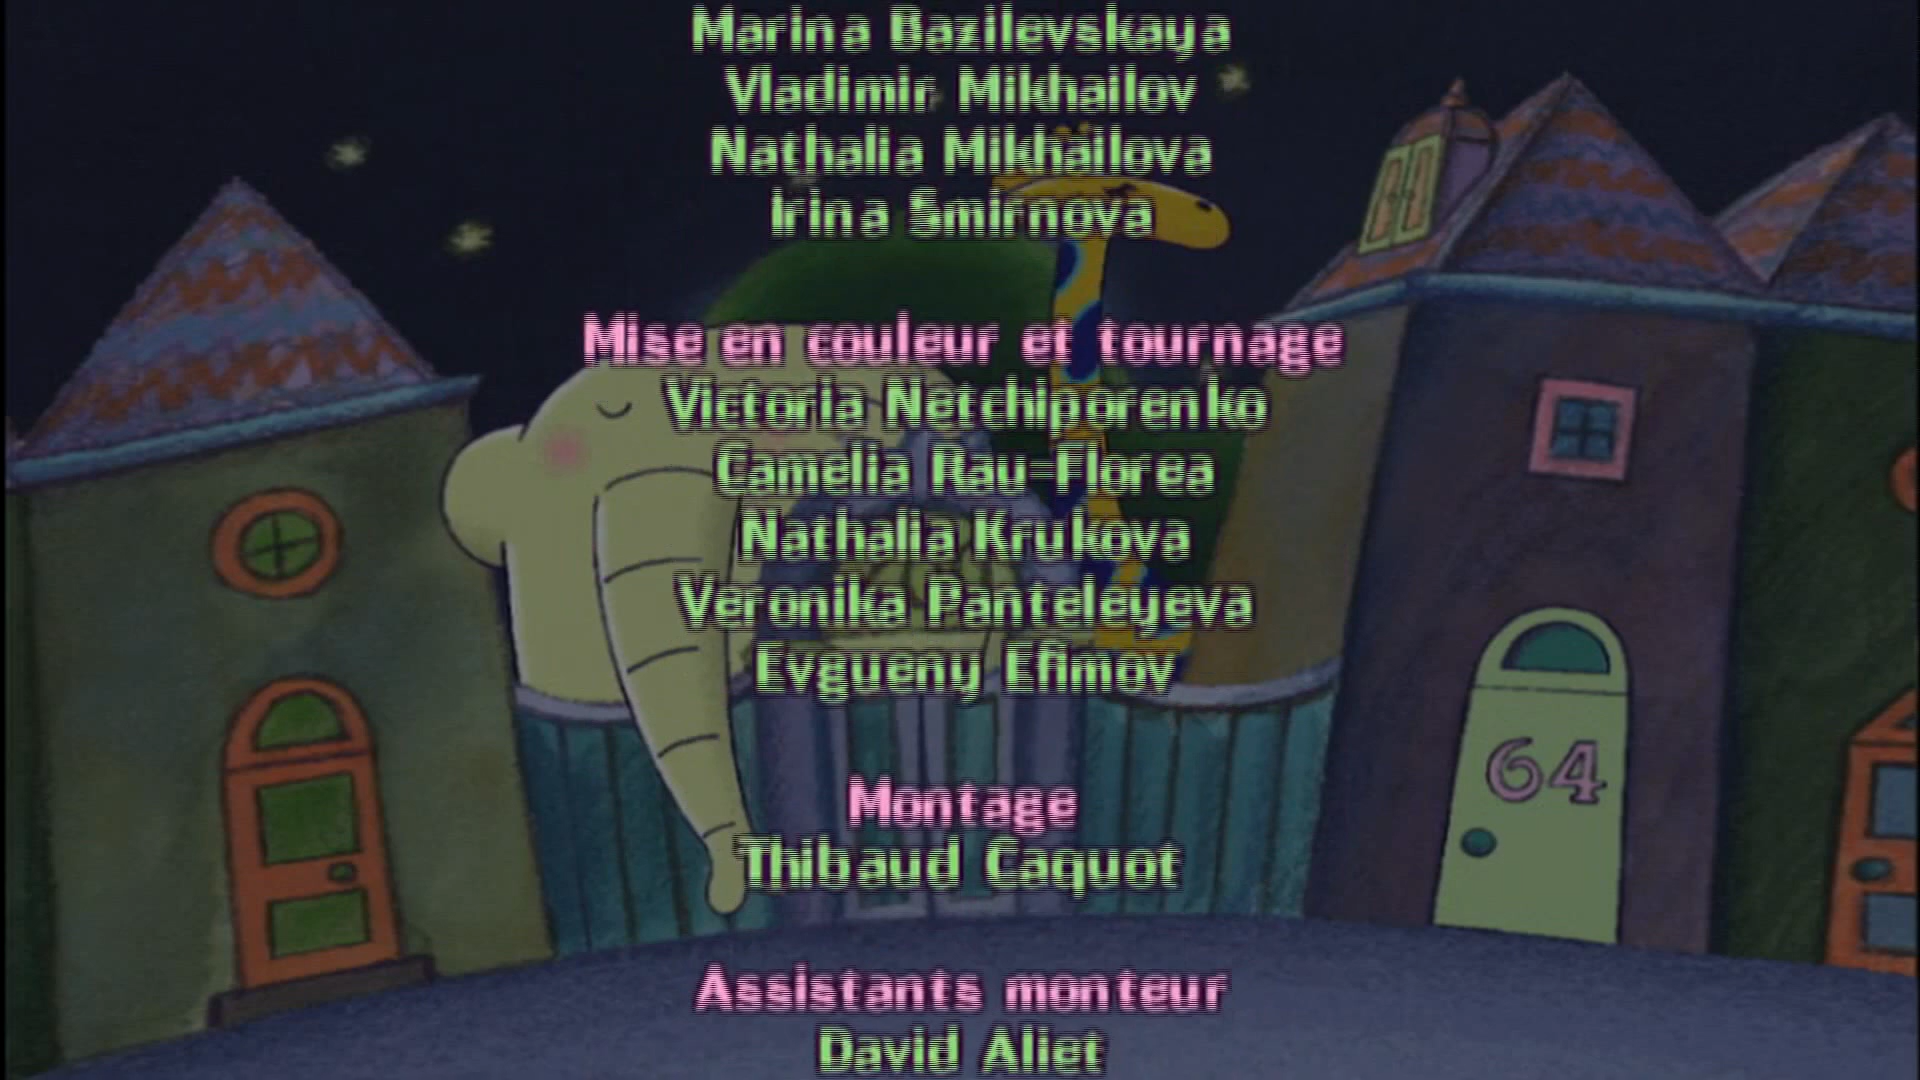 Marina Bazilevskaya
Vladimir Mikhailov
Nathalia Mikhailova
Irina Smirnova
Mise en couleur et tournage
Victoria Netchiporenko
Camelia Rau-Florea
Nathalia Krukova
Veronika Panteleyeva
Evgueny Efimov
64
Montage
Thibaud Caquot
Assistants monteur
David Aliet